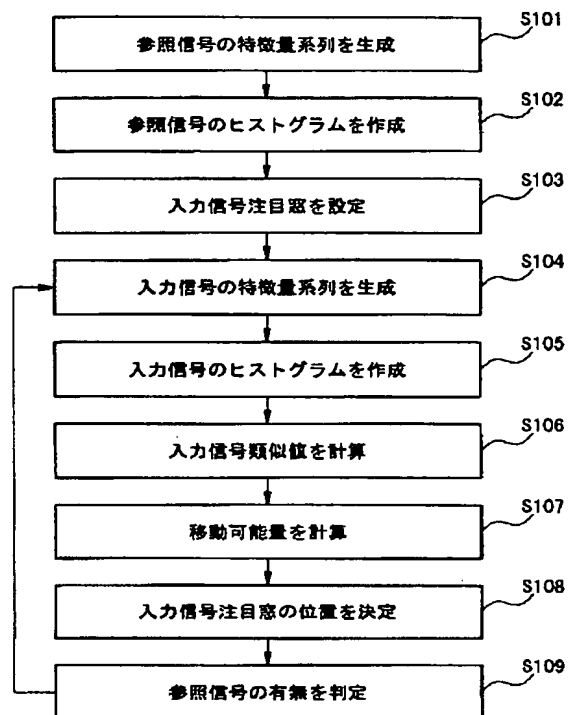 S101
参照信号の特徴量系列を生成
S102
参照信号のヒストグラムを作成
S103
入力信号注目窓を設定
S104
入力信号の特徴量系列を生成
S105
入力信号のヒストグラムを作成
S106
入力信号類似値を計算
S107
移動可能量を計算
S108
入力信号注目窓の位置を決定
S109
参照信号の有無を判定